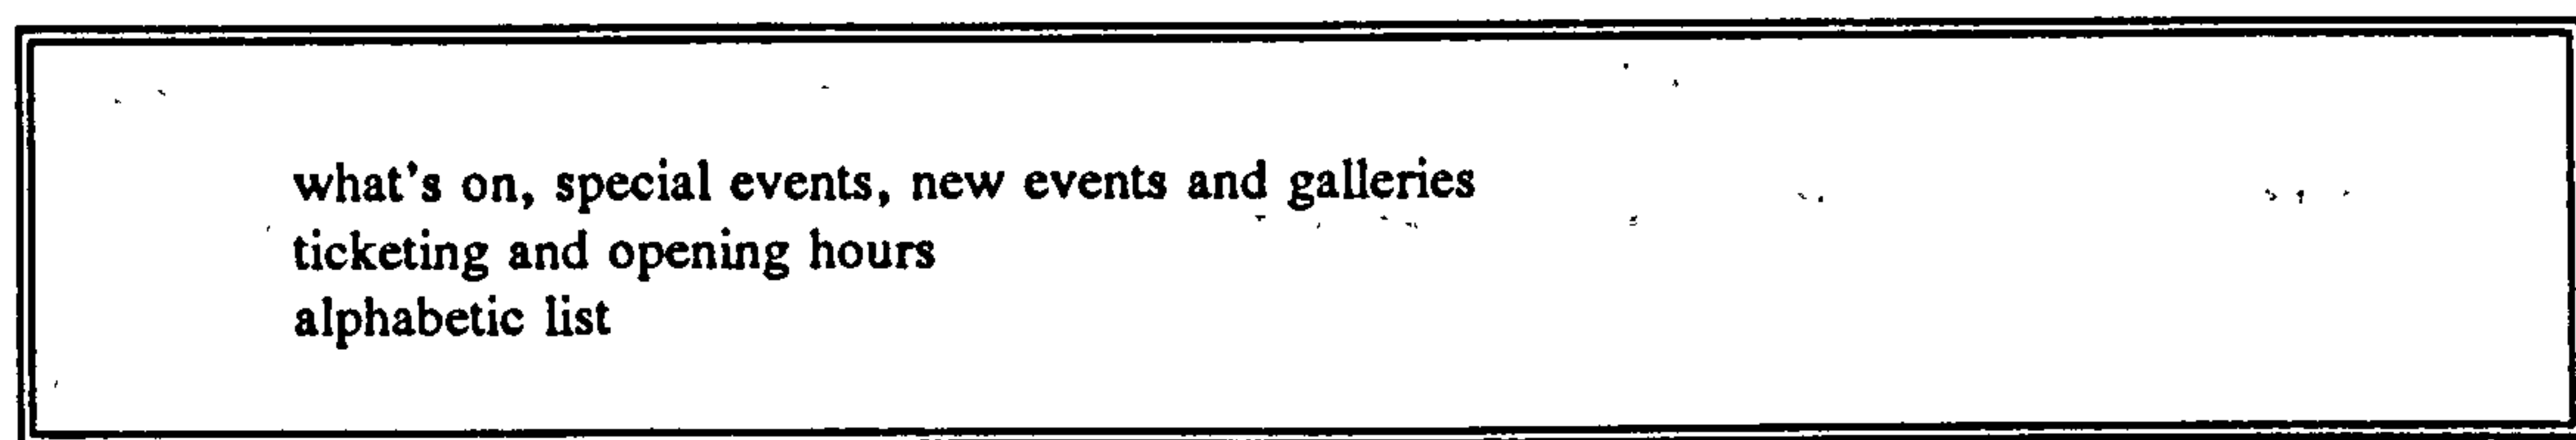 what's on, special events, new events and galleries
ticketing and opening hours
alphabetic list